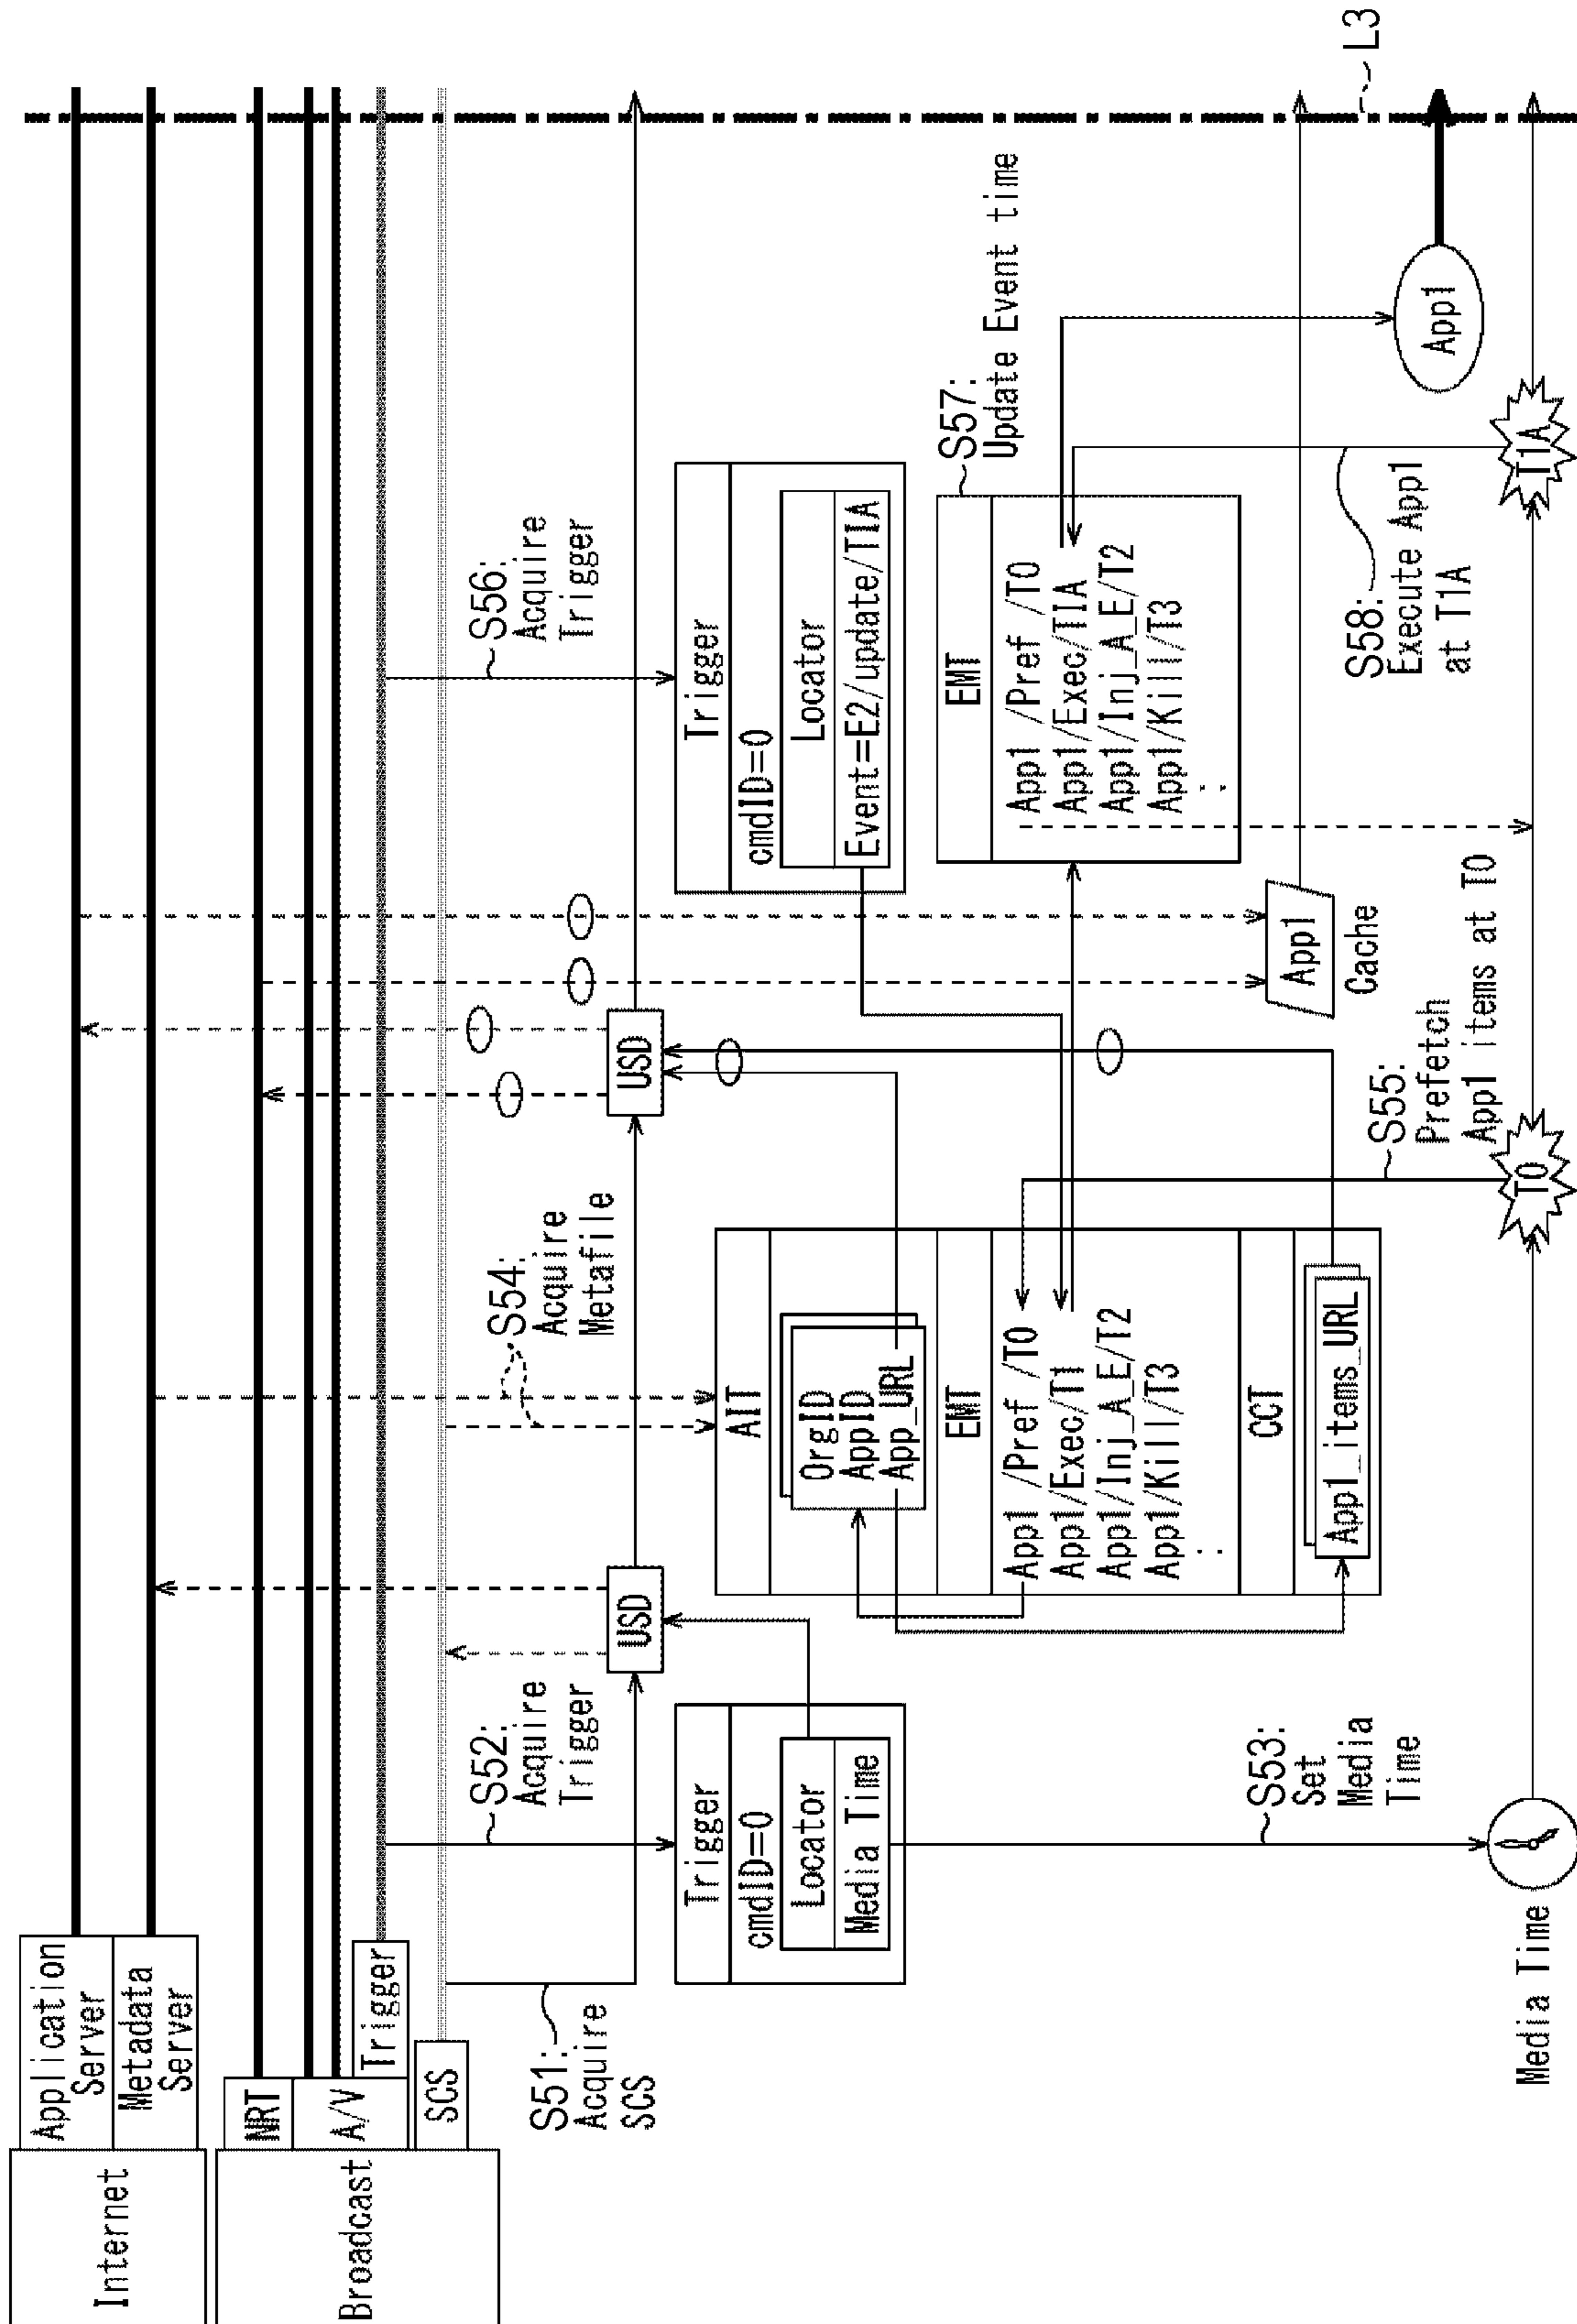 Internet
Application
Server
Metadata
Server
Broadcast
NRT
A/V
Trigger
SCS
S51:
Acquire
SCS
S52:
Acquire
Trigger
Trigger
cmdID=0
Locator
Media Time
S53:
Set
Media
Time
Media Time
USD
S54:
Acquire
Metafile
AIT
OrgID
AppID
App_URL
EMT
App1 /Pref /T0
App1/Exec/T1
App1/Inj_A_E/T2
App1/Kill/T3
:
CCT
App1_items_URL
T0
S55:
Prefetch
App1 items at T0
USD
App1
Cache
S56:
Acquire
Trigger
Trigger
cmdID=0
Locator
Event=E2/update/T1A
EMT
App1 /Pref /T0
App1/Exec/T1A
App1/Inj_A_E/T2
App1/Kill/T3
:
S57:
Update Event time
S58:
Execute App1
at T1A
T1A
App1
L3